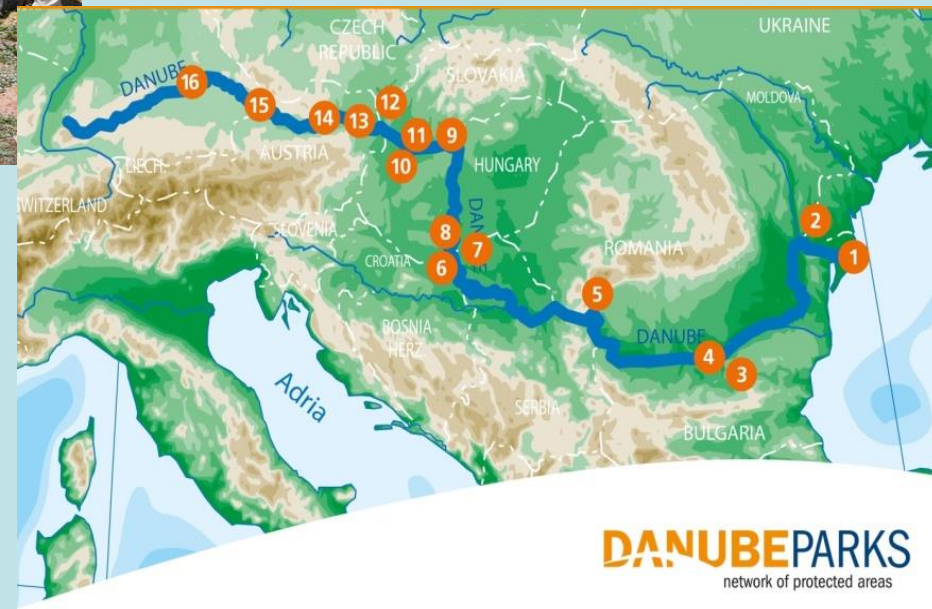 UKRAINE
CZECH
REPUBLIC
SLOVAKIA
DANUBE
16
MOLDOVA
15
14
13
12
11
9
10
AUSTRIA
LIECH.
HUNGARY
SWITZERLAND
SLOVENIA
8
7
DAN
E
6
CROATIA
ROMANIA
2
1
5
BOSNIA
HERZ.
DANUBE
4
3
Adria
SERBIA
BULGARIA
DANUBEPARKS
network of protected areas